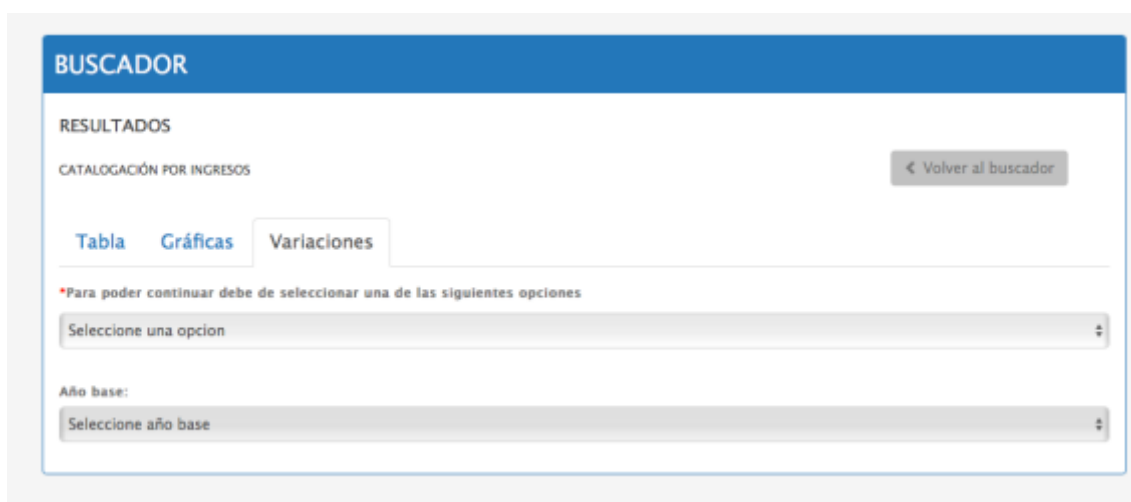 BUSCADOR
RESULTADOS
CATALOGACIÓN POR INGRESOS
Volver al buscador
Tabla Gráficas Variaciones
*Para poder continuar debe de seleccionar una de las siguientes opciones
Seleccione una opcion
Año base:
Seleccione año base